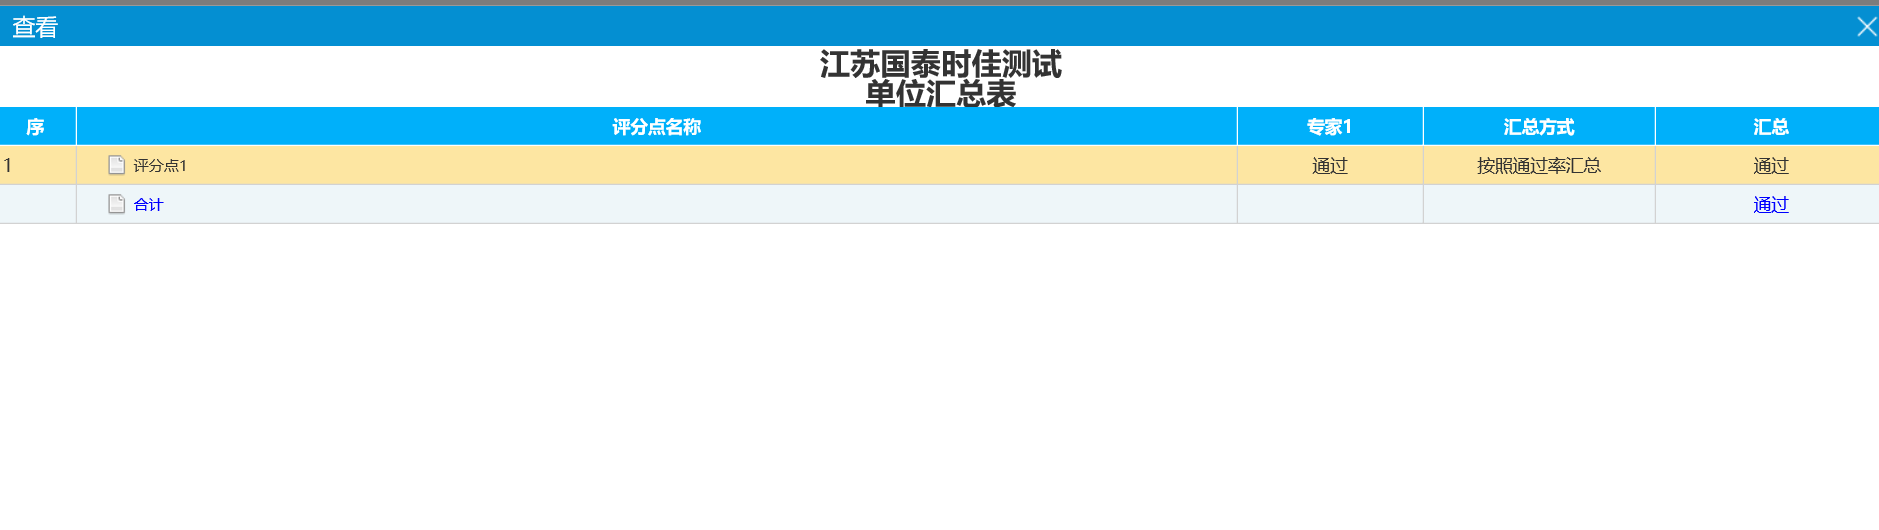 查看
江苏国泰时佳测试
单位汇总表
序 评分点名称 专家1 汇总方式 汇总
1 评分点1 通过 按照通过率汇总 通过
合计 通过